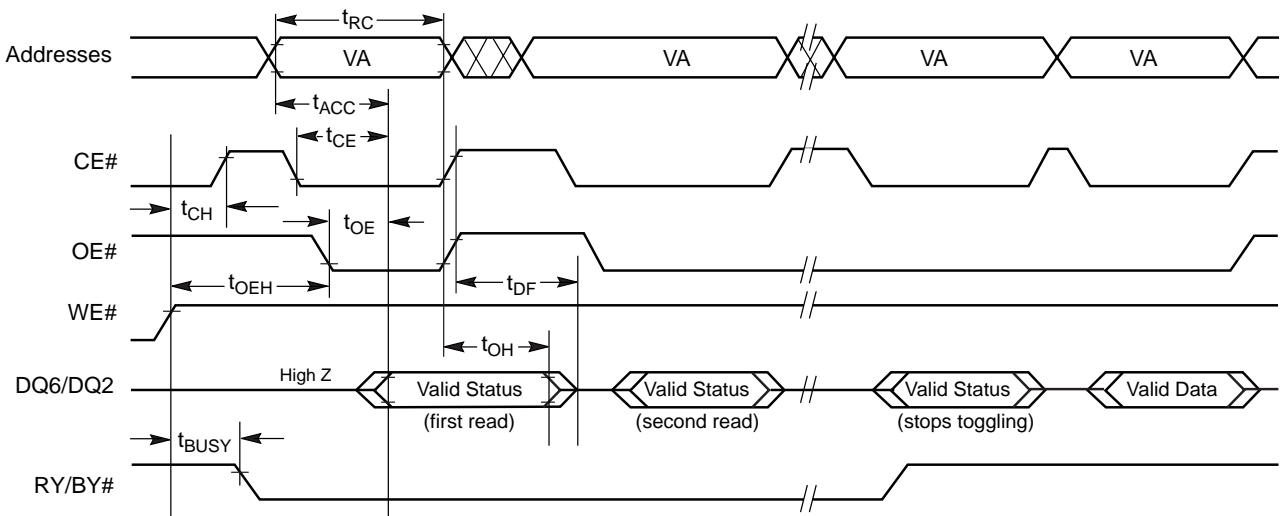 tRC
Addresses VA VA VA VA
tACC
tCE
CE#
tCH tOE
OE#
tOEH tDF
WE#
tOH
High Z
DQ6/DQ2 Valid Status Valid Status Valid Status Valid Data
(first read) (second read) (stops toggling)
tBUSY
RY/BY#